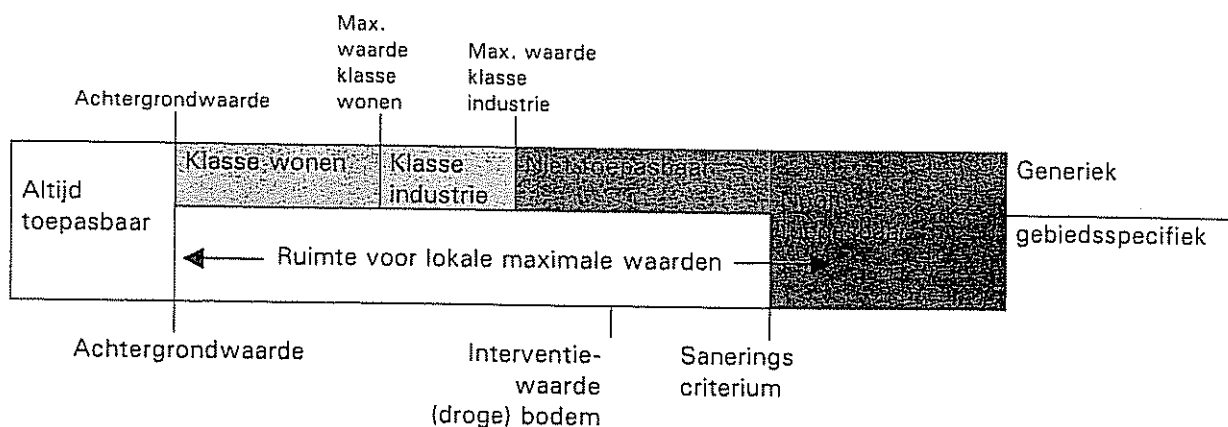 Max.
waarde
klasse
wonen
Max. waarde
klasse
industrie
Achtergrondwaarde
Klasse wonen
Klasse
industrie
Niet toepasbaar
Generiek
Altijd
toepasbaar
gebiedsspecifiek
Ruimte voor lokale maximale waarden
Achtergrondwaarde
Interventie-
waarde
(droge) bodem
Sanerings
criterium